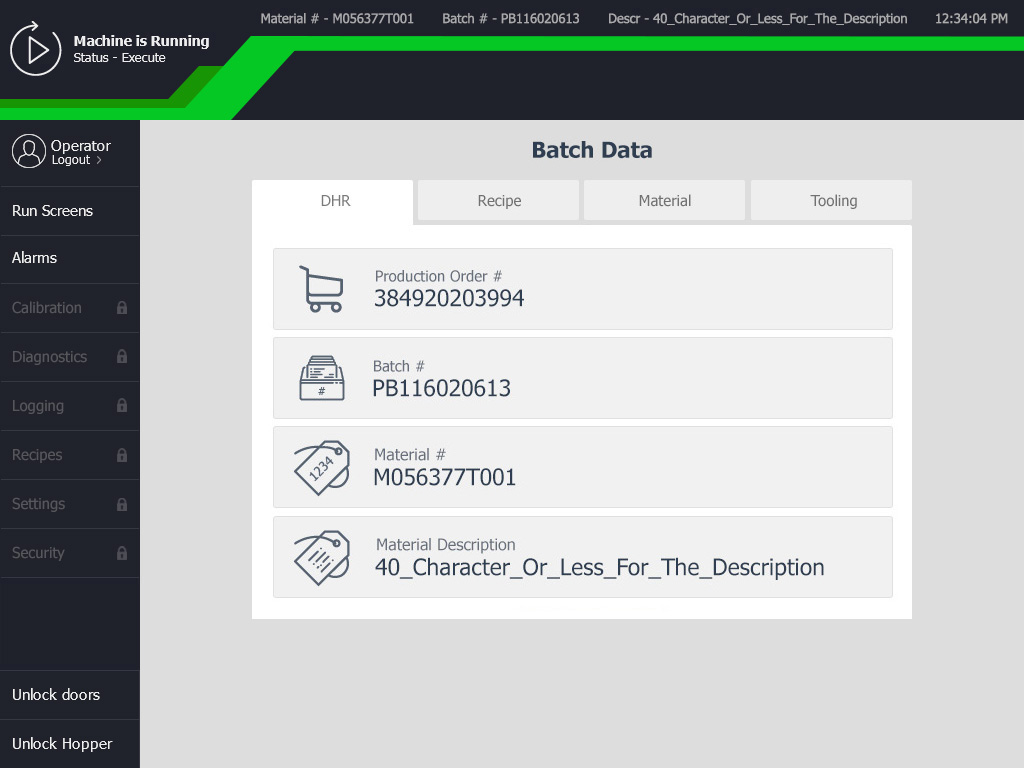 Material # - M056377T001
Batch # - PB116020613
Descr - 40_Character_Or_Less_For_The_Description
12:34:04 PM
Machine is Running
Status - Execute
Operator
Logout >
Run Screens
Alarms
Calibration
Diagnostics
Logging
Recipes
Settings
Security
Unlock doors
Unlock Hopper
Batch Data
DHR
Recipe
Material
Tooling
Production Order #
384920203994
#
Batch #
PB116020613
1234
Material #
M056377T001
Material Description
40_Character_Or_Less_For_The_Description